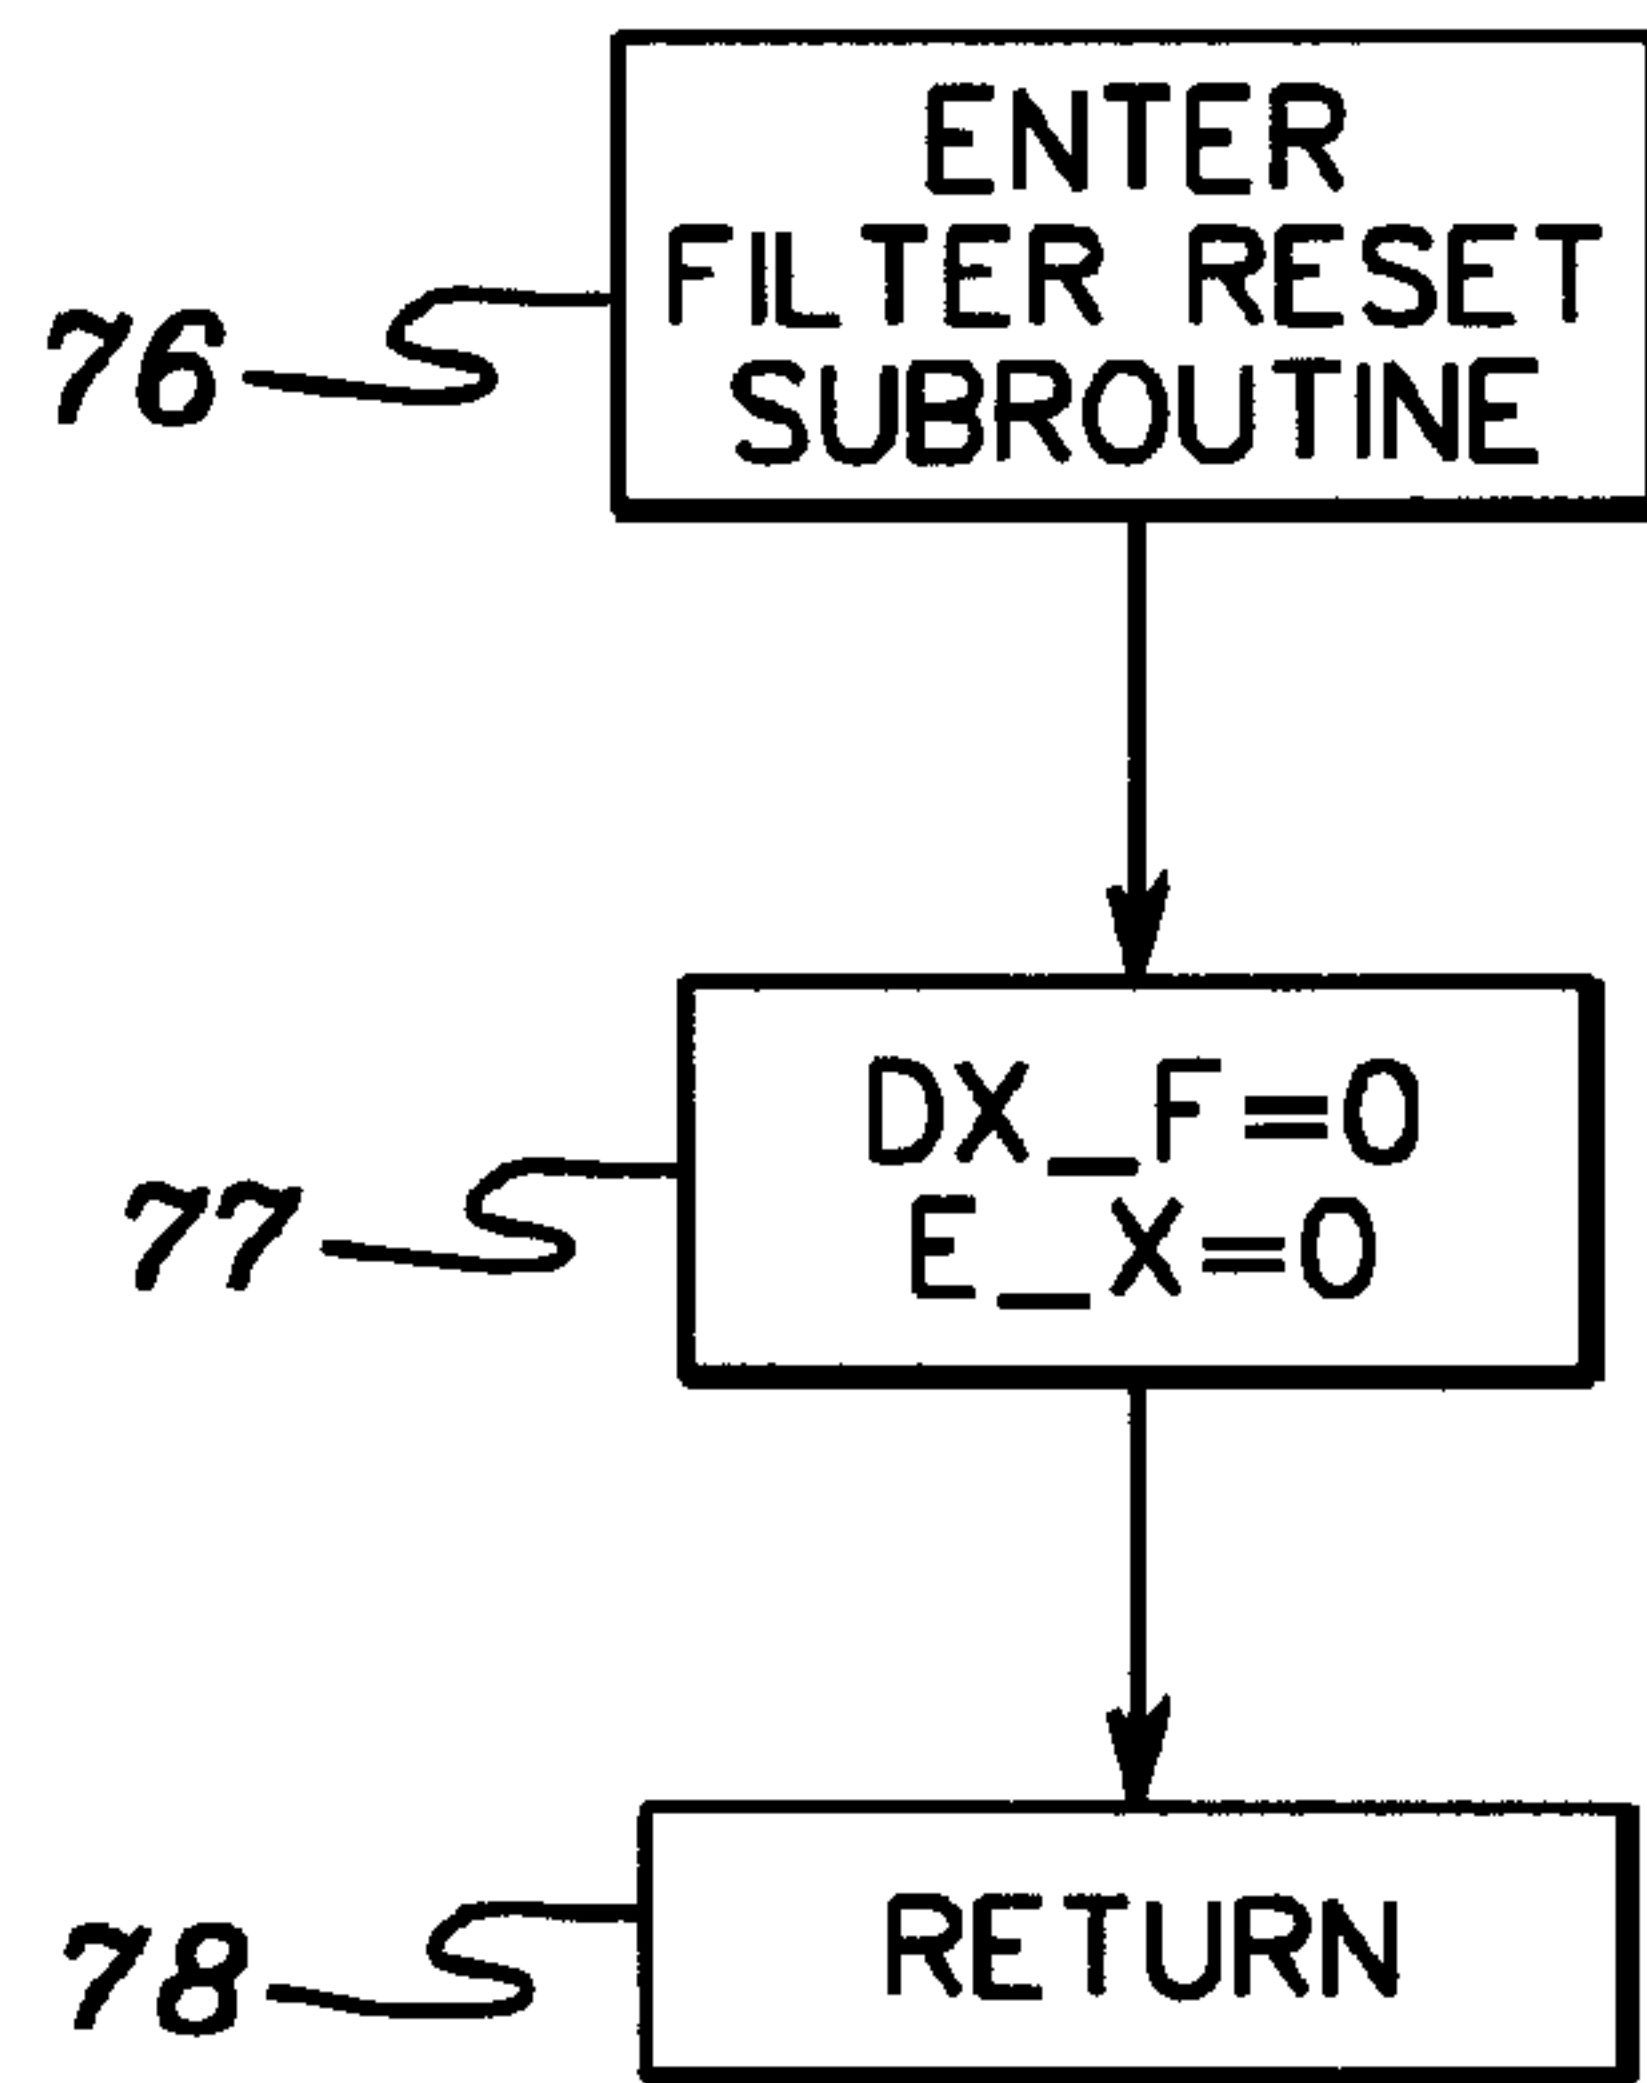 ENTER
FILTER RESET
SUBROUTINE
76
DX_F=0
E_X=0
77
RETURN
78